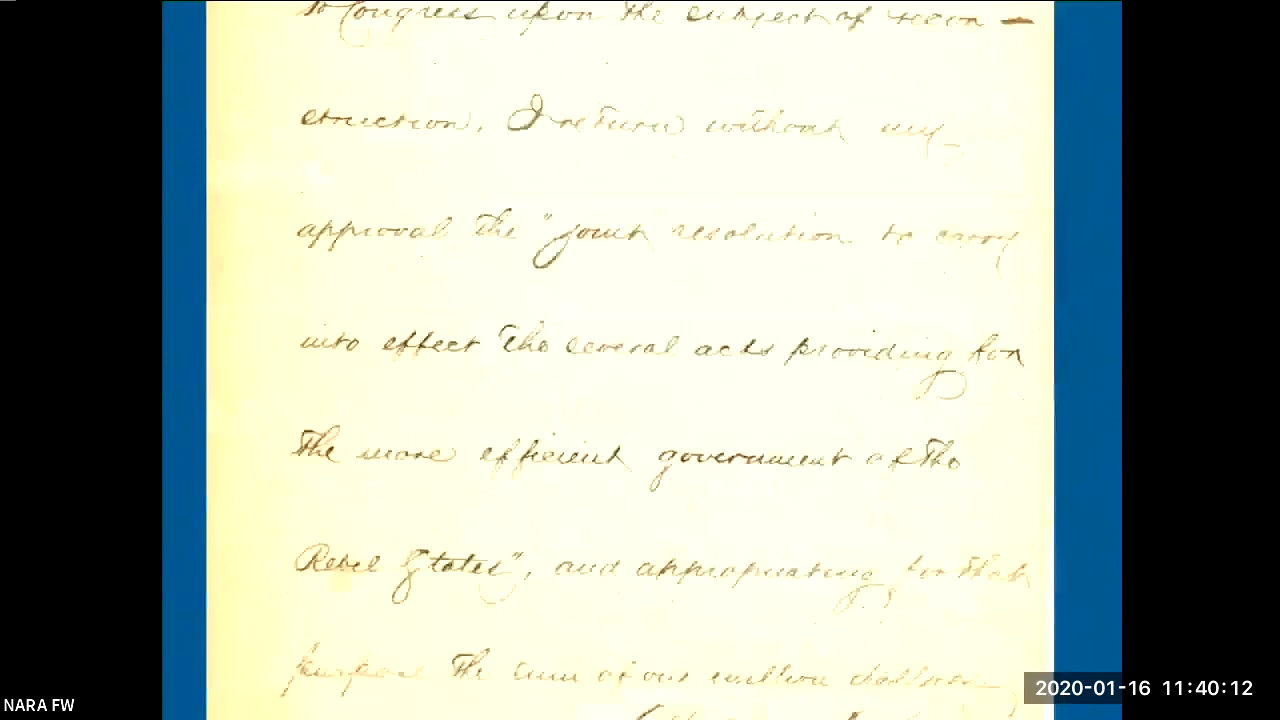 to Congress upon the subject of recon-
struction, I return without my
approval the "joint resolution to carry
into effect the several acts providing for
the more efficient government of the
Rebel States", and appropriating for that
purpose the sum of one million dollars
NARA FW
2020-01-16 11:40:12